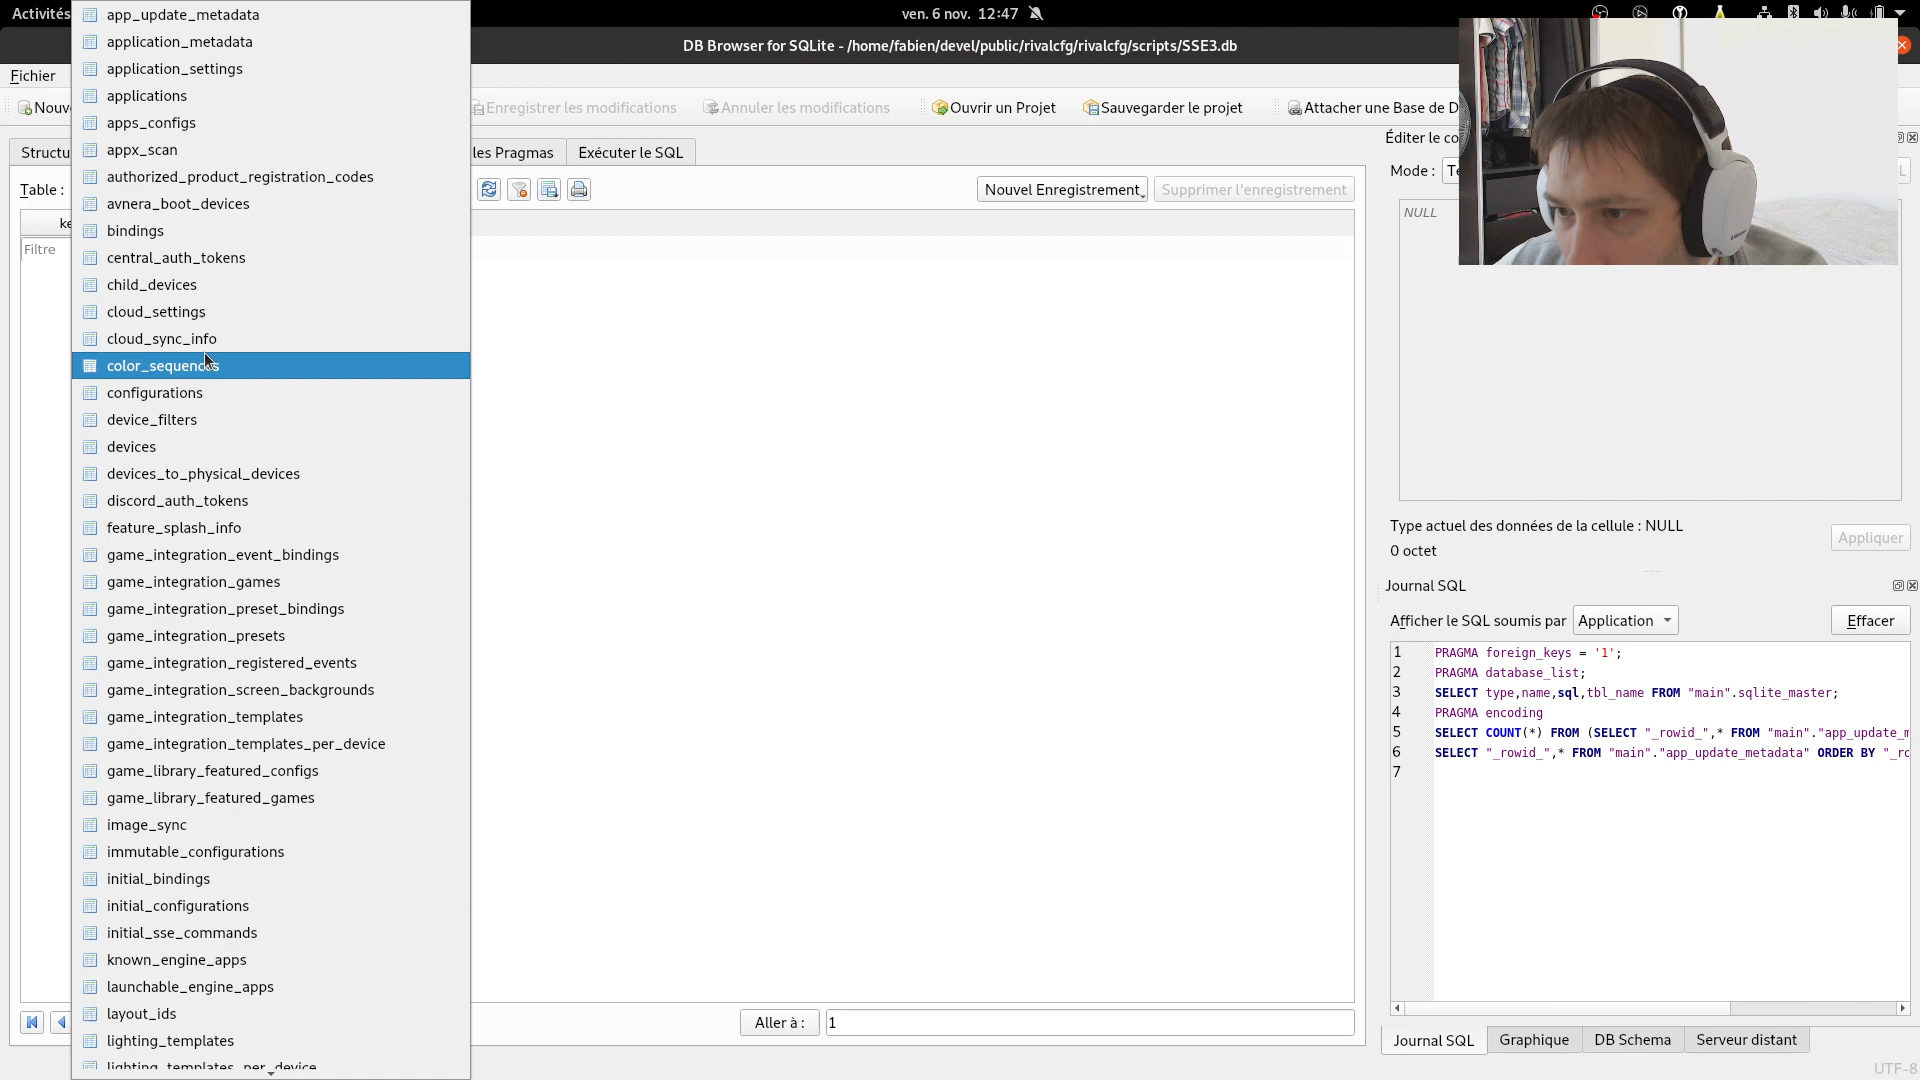 Activités
ven. 6 nov. 12:47
DB Browser for SQLite - /home/fabien/devel/public/rivalcfg/rivalcfg/scripts/SSE3.db
Fichier
Enregistrer les modifications
Annuler les modifications
Ouvrir un Projet
Sauvegarder le projet
Attacher une Base de
les Pragmas
Exécuter le SQL
Table :
Nouvel Enregistrement
Supprimer l'enregistrement
Filtre
app_update_metadata
application_metadata
application_settings
applications
apps_configs
appx_scan
authorized_product_registration_codes
avnera_boot_devices
bindings
central_auth_tokens
child_devices
cloud_settings
cloud_sync_info
color_sequences
configurations
device_filters
devices
devices_to_physical_devices
discord_auth_tokens
feature_splash_info
game_integration_event_bindings
game_integration_games
game_integration_preset_bindings
game_integration_presets
game_integration_registered_events
game_integration_screen_backgrounds
game_integration_templates
game_integration_templates_per_device
game_library_featured_configs
game_library_featured_games
image_sync
immutable_configurations
initial_bindings
initial_configurations
initial_sse_commands
known_engine_apps
launchable_engine_apps
layout_ids
lighting_templates
lighting_templates_per_device
Aller à :
1
Éditer le
Mode :
NULL
Type actuel des données de la cellule : NULL
0 octet
Appliquer
Journal SQL
Afficher le SQL soumis par
Application
Effacer
1 PRAGMA foreign_keys = '1';
2 PRAGMA database_list;
3 SELECT type,name,sql,tbl_name FROM "main".sqlite_master;
4 PRAGMA encoding
5 SELECT COUNT(*) FROM (SELECT "_rowid_",* FROM "main"."app_update_m
6 SELECT "_rowid_",* FROM "main"."app_update_metadata" ORDER BY "_ro
7
Journal SQL
Graphique
DB Schema
Serveur distant
UTF-8